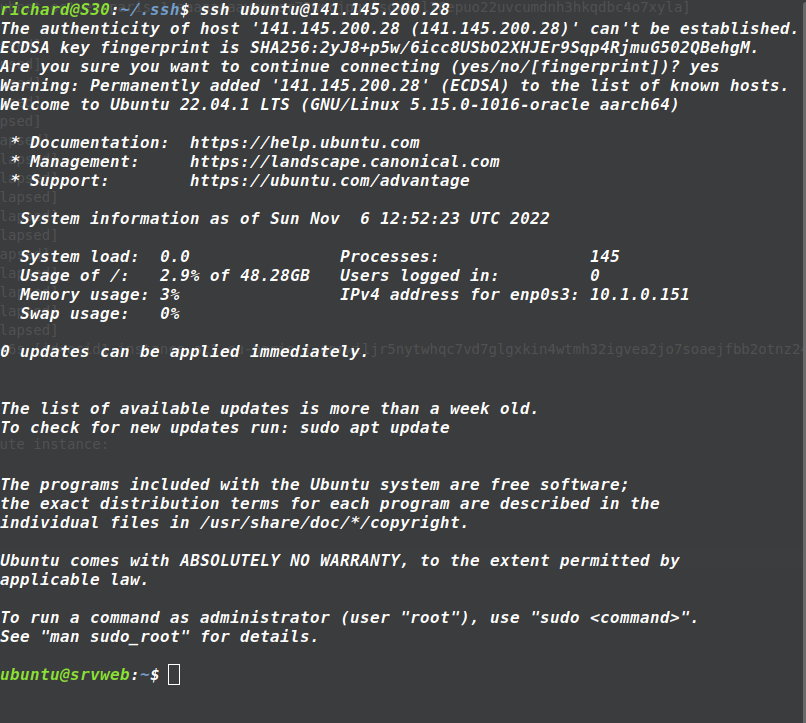 richard@S30:~/.ssh$ ssh ubuntu@141.145.200.28
The authenticity of host '141.145.200.28 (141.145.200.28)' can't be established.
ECDSA key fingerprint is SHA256:2yJ8+p5w/6icc8USbO2XHJEr9Sqp4RjmuG502QBehgM.
Are you sure you want to continue connecting (yes/no/[fingerprint])? yes
Warning: Permanently added '141.145.200.28' (ECDSA) to the list of known hosts.
Welcome to Ubuntu 22.04.1 LTS (GNU/Linux 5.15.0-1016-oracle aarch64)

 * Documentation:  https://help.ubuntu.com
 * Management:     https://landscape.canonical.com
 * Support:        https://ubuntu.com/advantage

  System information as of Sun Nov  6 12:52:23 UTC 2022

  System load:  0.0               Processes:               145
  Usage of /:   2.9% of 48.28GB   Users logged in:         0
  Memory usage: 3%                IPv4 address for enp0s3: 10.1.0.151
  Swap usage:   0%

0 updates can be applied immediately.

The list of available updates is more than a week old.
To check for new updates run: sudo apt update
ute instance:

The programs included with the Ubuntu system are free software;
the exact distribution terms for each program are described in the
individual files in /usr/share/doc/*/copyright.

Ubuntu comes with ABSOLUTELY NO WARRANTY, to the extent permitted by
applicable law.

To run a command as administrator (user "root"), use "sudo <command>".
See "man sudo_root" for details.

ubuntu@srvweb:~$